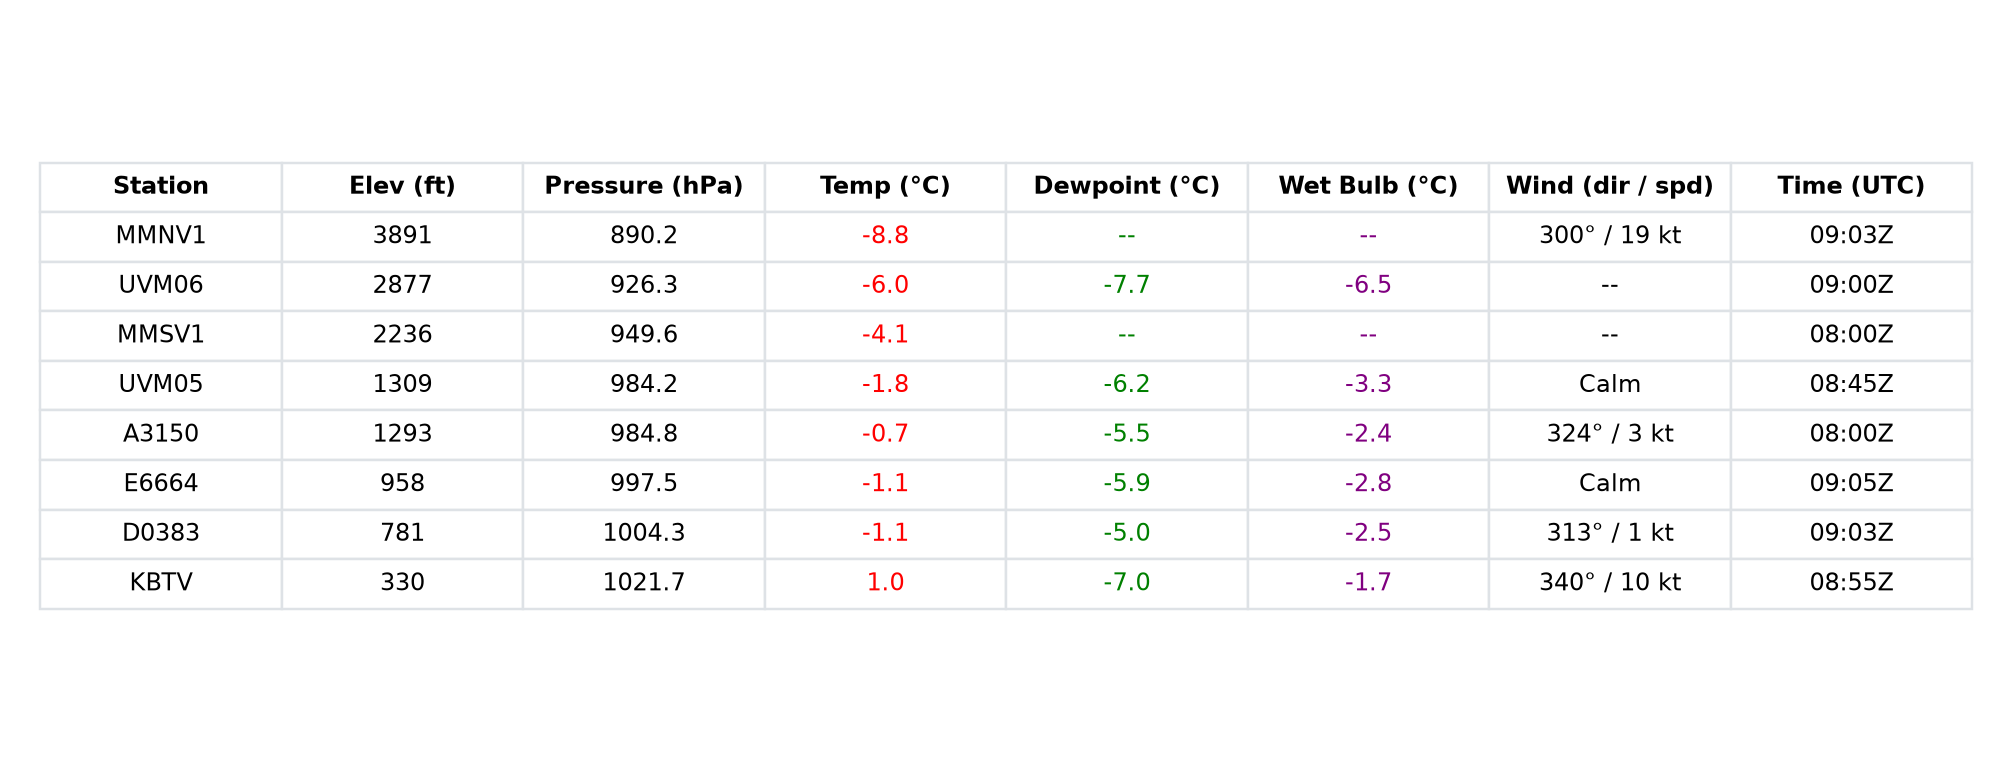 Station Elev (ft) Pressure (hPa) Temp (°C) Dewpoint (°C) Wet Bulb (°C) Wind (dir / spd) Time (UTC)
MMNV1 3891 890.2 -8.8 -- -- 300° / 19 kt 09:03Z
UVM06 2877 926.3 -6.0 -7.7 -6.5 -- 09:00Z
MMSV1 2236 949.6 -4.1 -- -- -- 08:00Z
UVM05 1309 984.2 -1.8 -6.2 -3.3 Calm 08:45Z
A3150 1293 984.8 -0.7 -5.5 -2.4 324° / 3 kt 08:00Z
E6664 958 997.5 -1.1 -5.9 -2.8 Calm 09:05Z
D0383 781 1004.3 -1.1 -5.0 -2.5 313° / 1 kt 09:03Z
KBTV 330 1021.7 1.0 -7.0 -1.7 340° / 10 kt 08:55Z